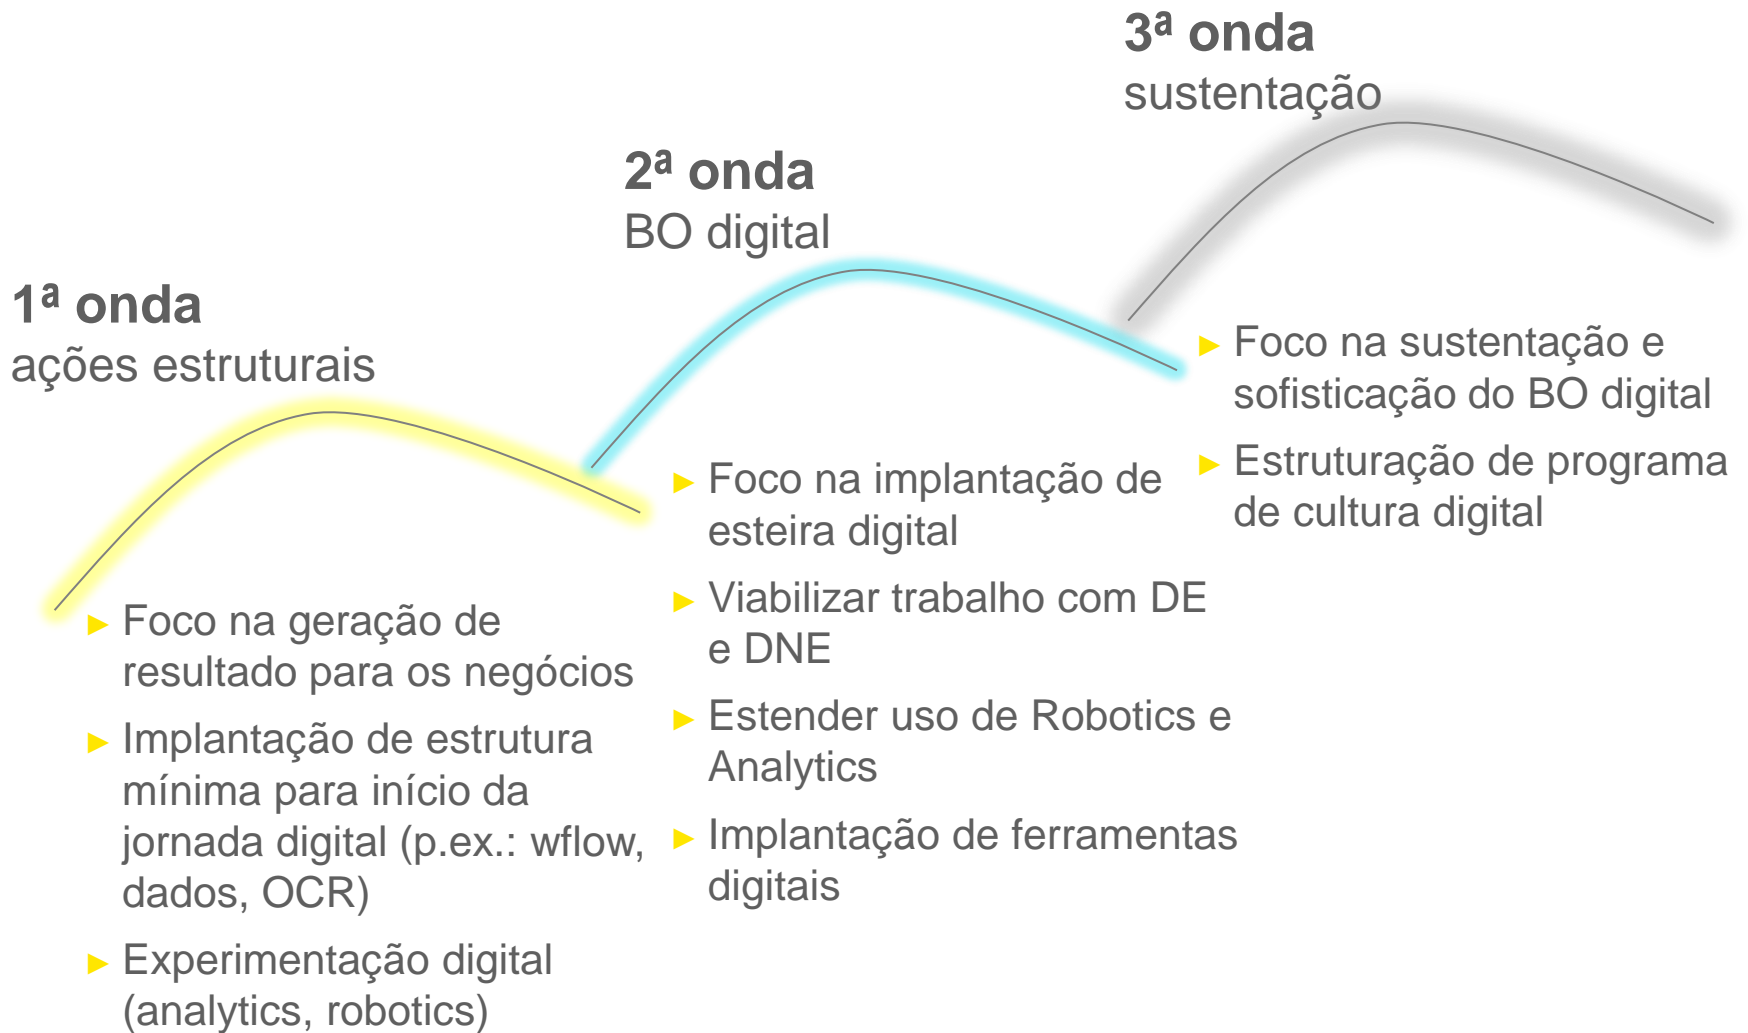 1ª onda
ações estruturais
► Foco na geração de
resultado para os negócios
► Implantação de estrutura
mínima para início da
jornada digital (p.ex.: wflow,
dados, OCR)
► Experimentação digital
(analytics, robotics)
2ª onda
BO digital
► Foco na implantação de
esteira digital
► Viabilizar trabalho com DE
e DNE
► Estender uso de Robotics e
Analytics
► Implantação de ferramentas
digitais
3ª onda
sustentação
► Foco na sustentação e
sofisticação do BO digital
► Estruturação de programa
de cultura digital